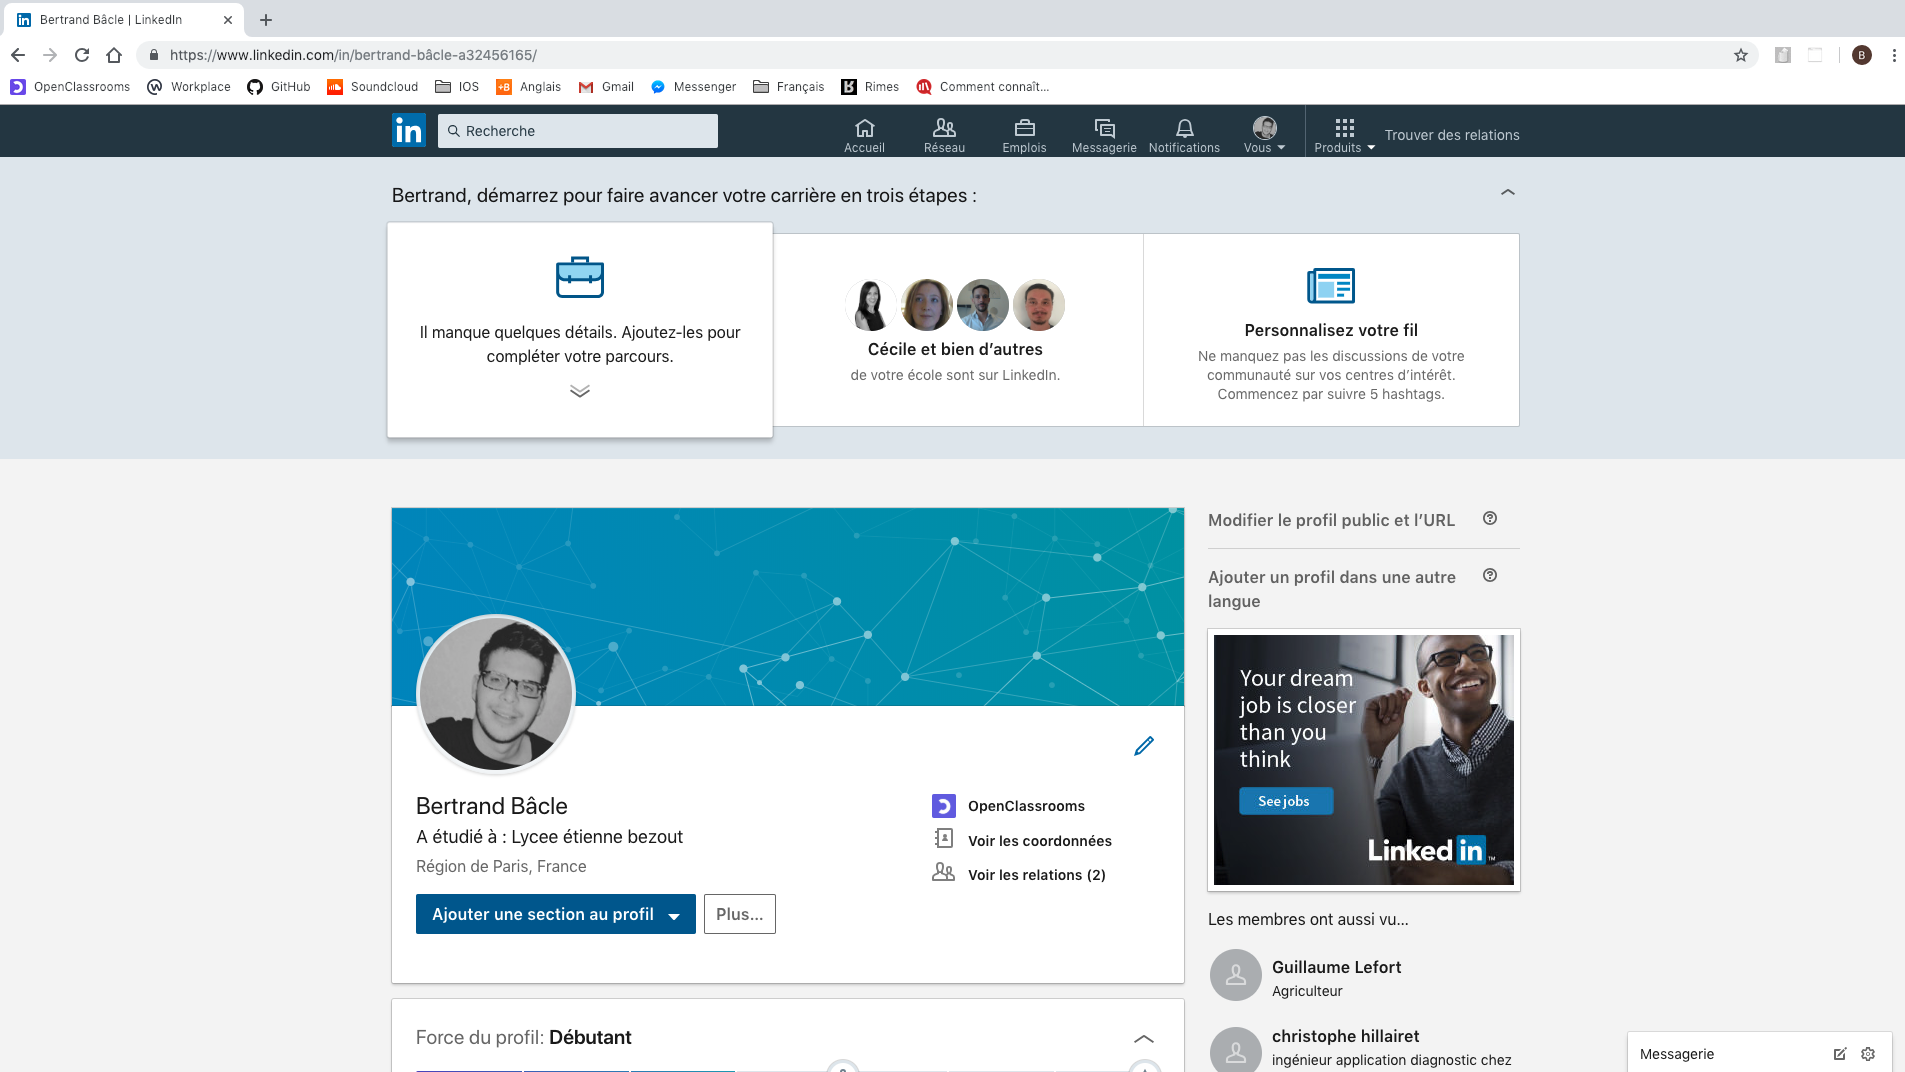 Bertrand Bâcle | LinkedIn
https://www.linkedin.com/in/bertrand-bâcle-a32456165/
B
OpenClassrooms
Workplace
GitHub
Soundcloud
IOS
+B
Anglais
Gmail
Messenger
Français
Rimes
Comment connaît...
in
Recherche
Accueil
Réseau
Emplois
Messagerie
Notifications
Vous
Produits
Trouver des relations
Bertrand, démarrez pour faire avancer votre carrière en trois étapes :
Il manque quelques détails. Ajoutez-les pour
compléter votre parcours.
Cécile et bien d’autres
de votre école sont sur LinkedIn.
Personnalisez votre fil
Ne manquez pas les discussions de votre
communauté sur vos centres d’intérêt.
Commencez par suivre 5 hashtags.
Bertrand Bâcle
A étudié à : Lycee étienne bezout
Région de Paris, France
Ajouter une section au profil
Plus...
OpenClassrooms
Voir les coordonnées
Voir les relations (2)
Force du profil: Débutant
Modifier le profil public et l’URL
Ajouter un profil dans une autre
langue
Your dream
job is closer
than you
think
See jobs
Linked in ™
Les membres ont aussi vu...
Guillaume Lefort
Agriculteur
christophe hillairet
ingénieur application diagnostic chez
Messagerie